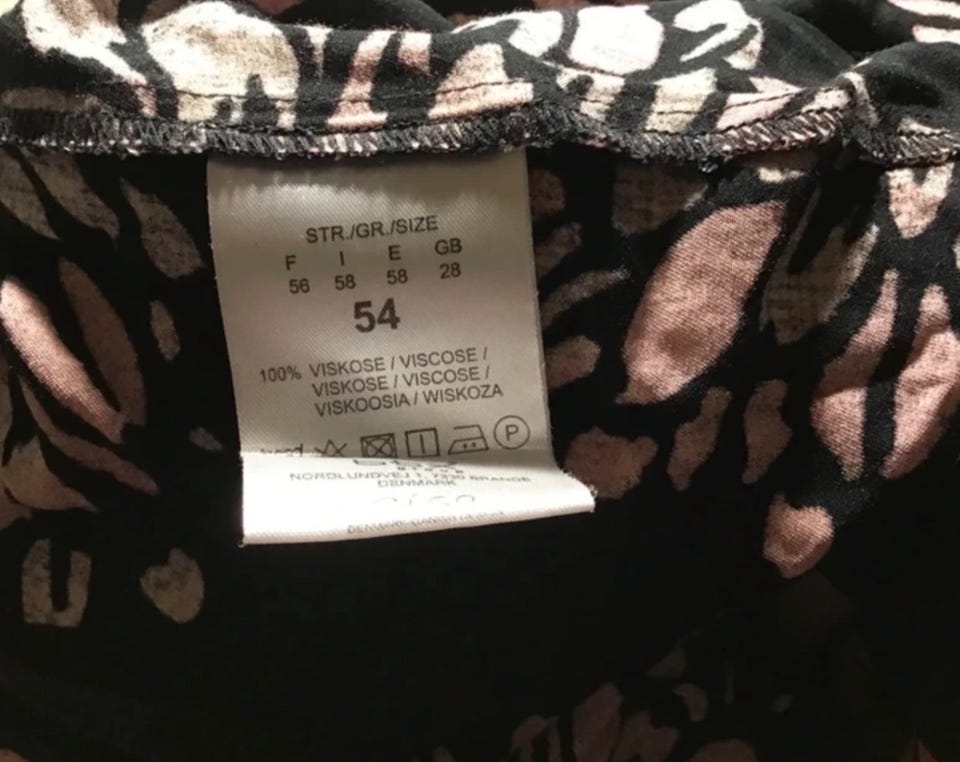 STR./GR./SIZE
F I E GB
56 58 58 28
54
100% VISKOSE / VISCOSE /
VISKOSE / VISCOSE /
VISKOOSIA / WISKOZA
P
NORDLUNDVEJ 1, 7330 BRANDE
DENMARK